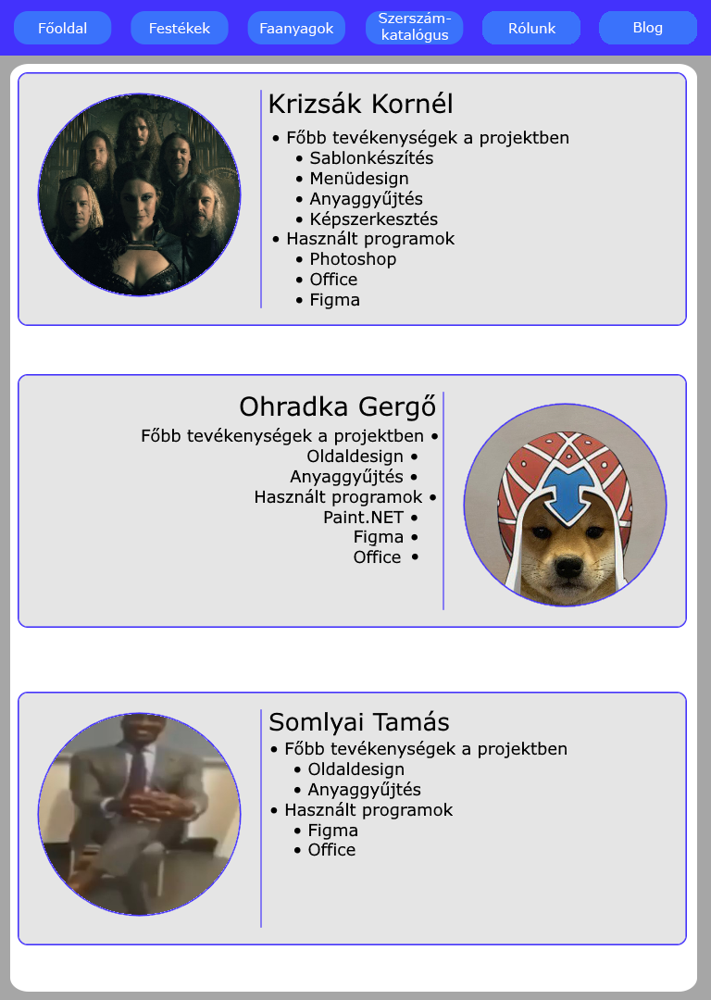 Főoldal
Festékek
Faanyagok
Szerszám-
katalógus
Rólunk
Blog
Krizsák Kornél
• Főbb tevékenységek a projektben
• Sablonkészítés
• Menüdesign
• Anyaggyűjtés
• Képszerkesztés
• Használt programok
• Photoshop
• Office
• Figma
Ohradka Gergő
Főbb tevékenységek a projektben •
Oldaldesign •
Anyaggyűjtés •
Használt programok •
Paint.NET •
Figma •
Office •
Somlyai Tamás
• Főbb tevékenységek a projektben
• Oldaldesign
• Anyaggyűjtés
• Használt programok
• Figma
• Office